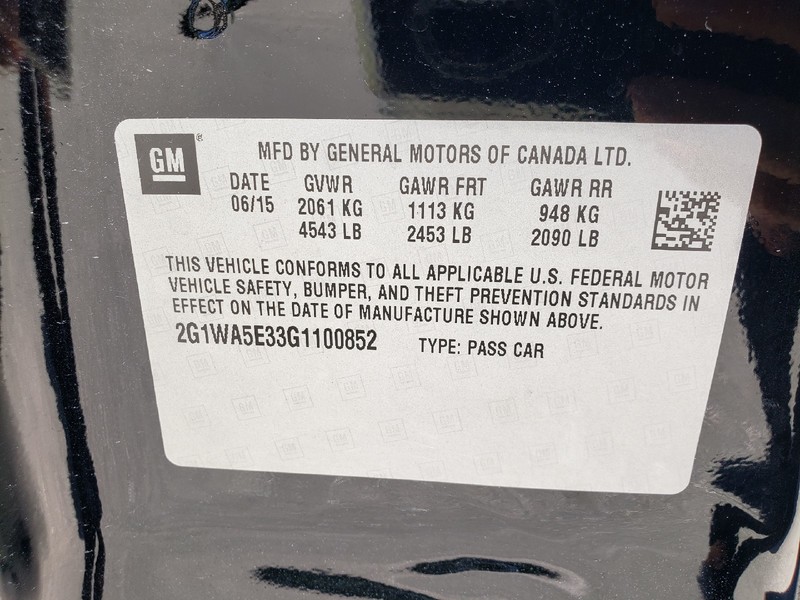 GM®
MFD BY GENERAL MOTORS OF CANADA LTD.
DATE GVWR GAWR FRT GAWR RR
06/15 2061 KG 1113 KG 948 KG
4543 LB 2453 LB 2090 LB
THIS VEHICLE CONFORMS TO ALL APPLICABLE U.S. FEDERAL MOTOR
VEHICLE SAFETY, BUMPER, AND THEFT PREVENTION STANDARDS IN
EFFECT ON THE DATE OF MANUFACTURE SHOWN ABOVE.
2G1WA5E33G1100852 TYPE: PASS CAR